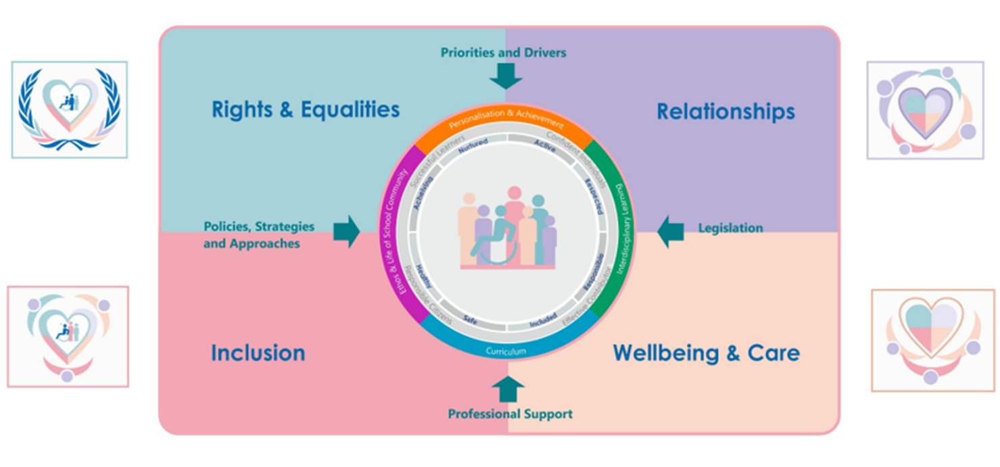 Priorities and Drivers
Rights & Equalities
Relationships
Personalisation & Achievement
Successful Learners
Confident Individuals
Nurtured
Active
Acheiving
Respected
Ethos & Life of School Community
Interdisciplinary Learning
Policies, Strategies
and Approaches
Legislation
Healthy
Responsible
Responsible Citizens
Effective Contributor
Safe
Included
Curriculum
Inclusion
Wellbeing & Care
Professional Support